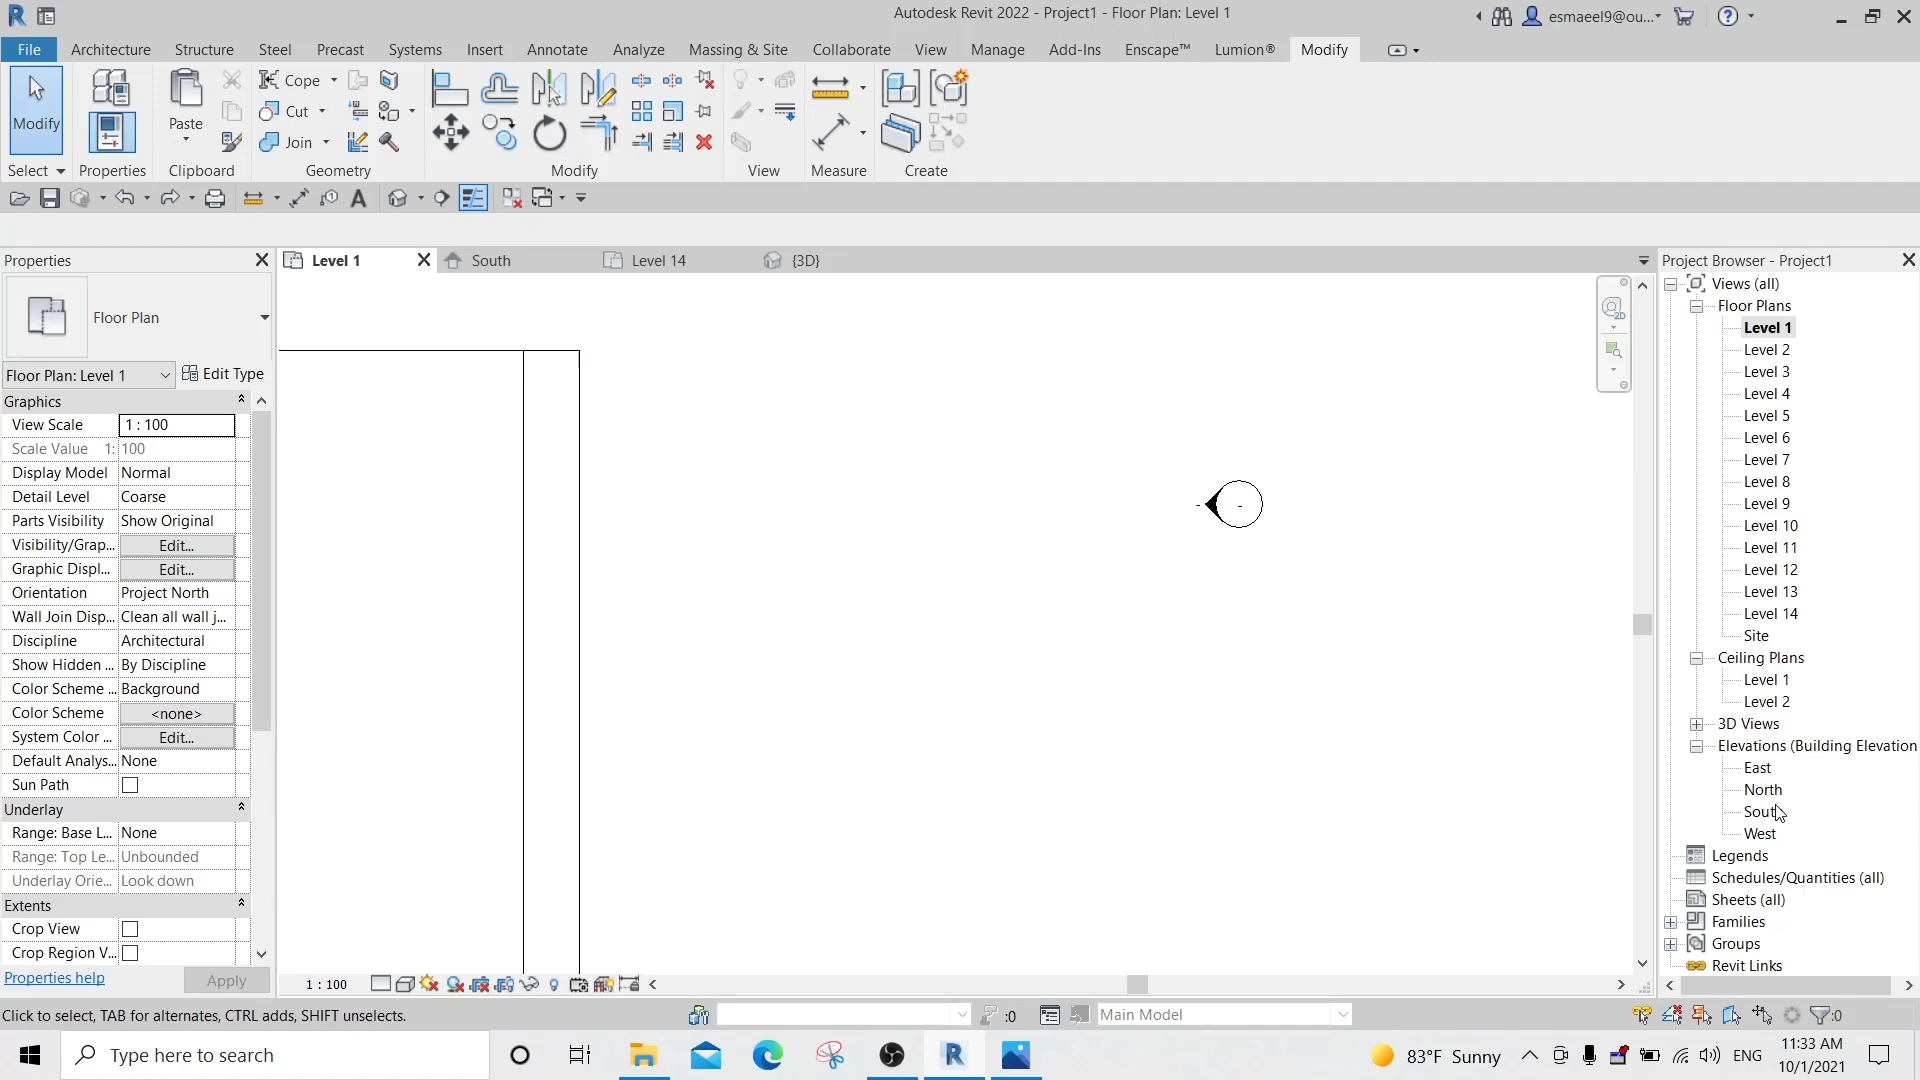 Autodesk Revit 2022 - Project1 - Floor Plan: Level 1
esmaeel9@ou...
File
Architecture
Structure
Steel
Precast
Systems
Insert
Annotate
Analyze
Massing & Site
Collaborate
View
Manage
Add-Ins
Enscape™
Lumion®
Modify
Modify
Paste
Cope
Cut
Join
Select
Properties
Clipboard
Geometry
Modify
View
Measure
Create
Properties
Level 1
South
Level 14
{3D}
Project Browser - Project1
Floor Plan
Floor Plan: Level 1
Edit Type
Graphics
View Scale
1 : 100
Scale Value 1:
100
Display Model
Normal
Detail Level
Coarse
Parts Visibility
Show Original
Visibility/Grap...
Edit...
Graphic Displ...
Edit...
Orientation
Project North
Wall Join Disp...
Clean all wall j...
Discipline
Architectural
Show Hidden ...
By Discipline
Color Scheme ...
Background
Color Scheme
<none>
System Color ...
Edit...
Default Analys...
None
Sun Path
Underlay
Range: Base L...
None
Range: Top Le...
Unbounded
Underlay Orie...
Look down
Extents
Crop View
Crop Region V...
Properties help
Apply
2D
Views (all)
Floor Plans
Level 1
Level 2
Level 3
Level 4
Level 5
Level 6
Level 7
Level 8
Level 9
Level 10
Level 11
Level 12
Level 13
Level 14
Site
Ceiling Plans
Level 1
Level 2
3D Views
Elevations (Building Elevation
East
North
South
West
Legends
Schedules/Quantities (all)
Sheets (all)
Families
Groups
Revit Links
1 : 100
Click to select, TAB for alternates, CTRL adds, SHIFT unselects.
:0
Main Model
:0
Type here to search
83°F Sunny
ENG
11:33 AM
10/1/2021